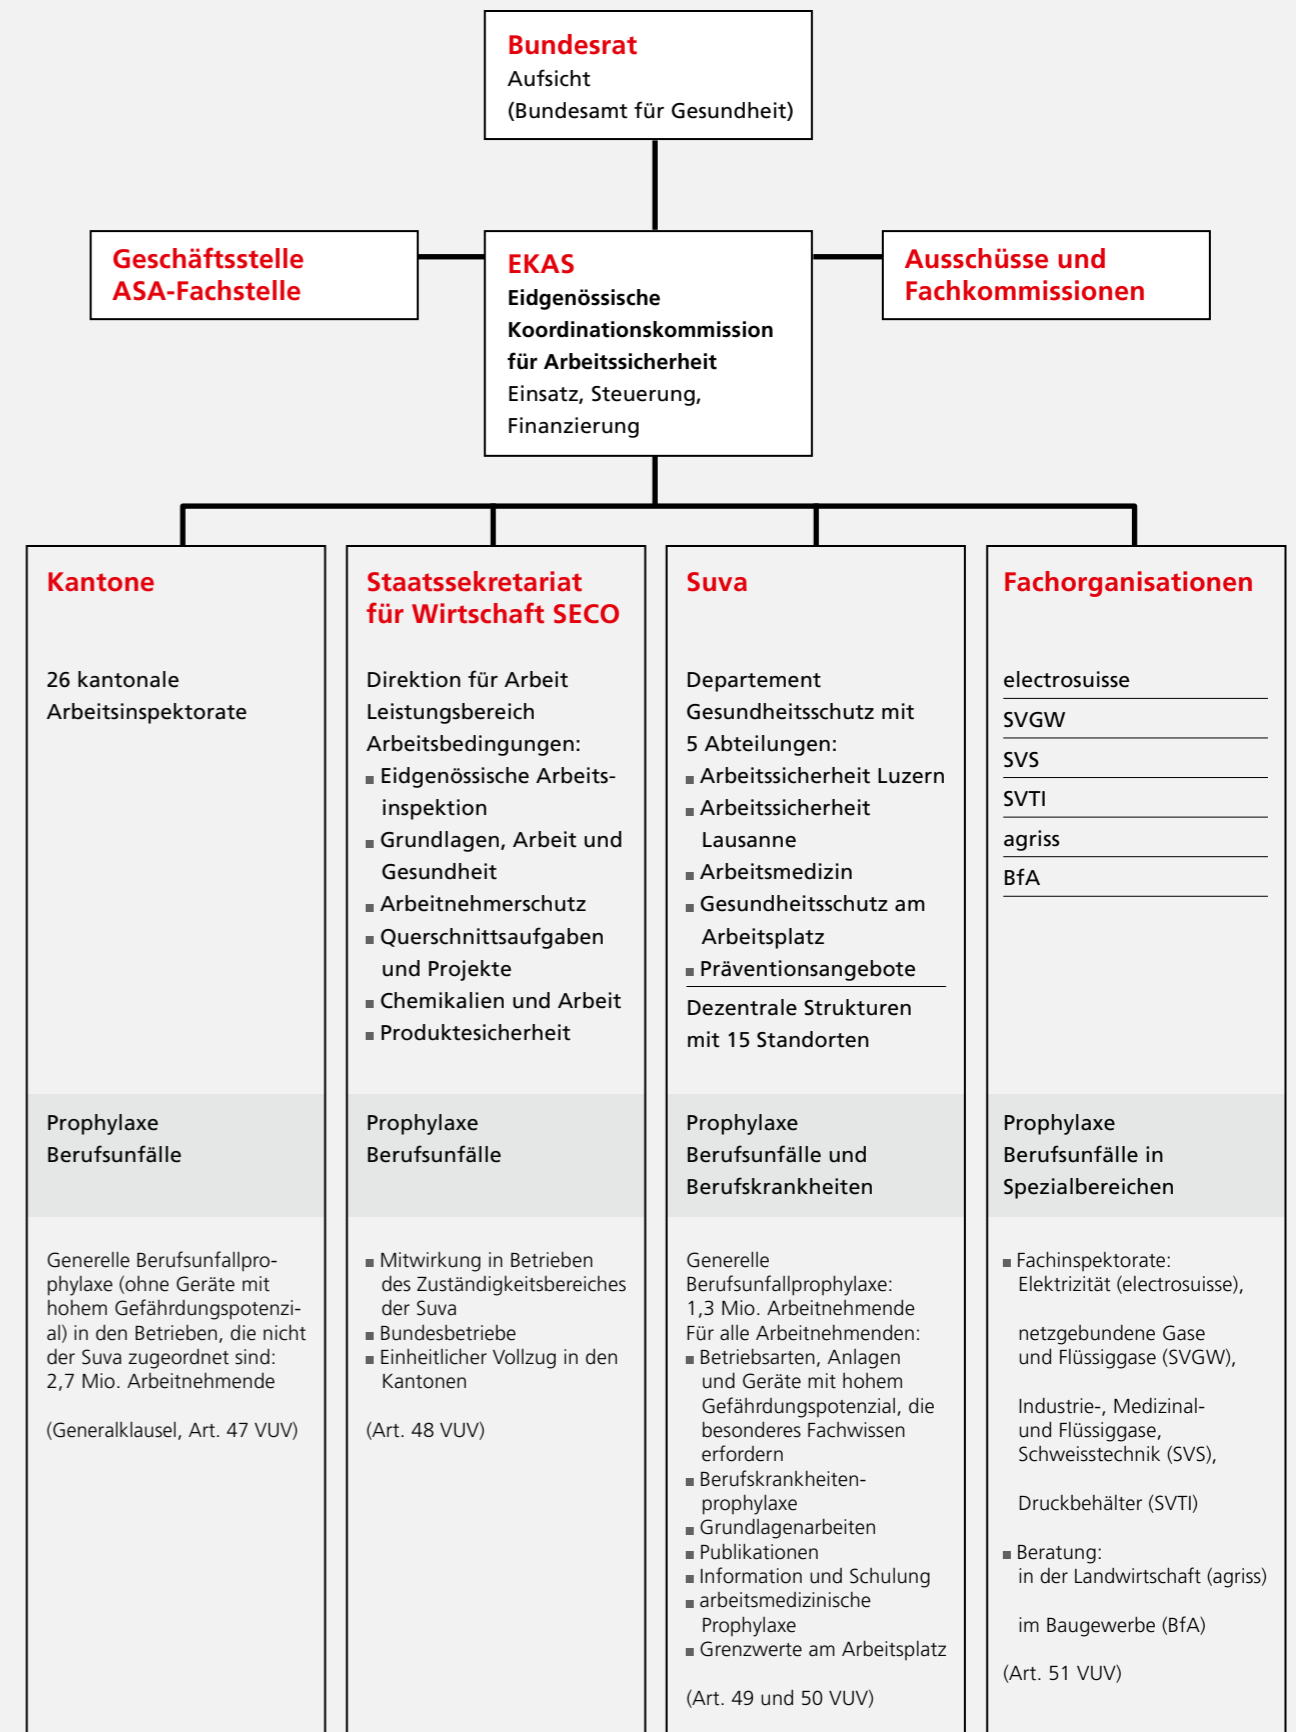 Bundesrat
Aufsicht
(Bundesamt für Gesundheit)
Geschäftsstelle
ASA-Fachstelle
EKAS
Eidgenössische
Koordinationskommission
für Arbeitssicherheit
Einsatz, Steuerung,
Finanzierung
Ausschüsse und
Fachkommissionen
Kantone
26 kantonale
Arbeitsinspektorate
Prophylaxe
Berufsunfälle
Generelle Berufsunfallpro-
phylaxe (ohne Geräte mit
hohem Gefährdungspotenzi-
al) in den Betrieben, die nicht
der Suva zugeordnet sind:
2,7 Mio. Arbeitnehmende
(Generalklausel, Art. 47 VUV)
Staatssekretariat
für Wirtschaft SECO
Direktion für Arbeit
Leistungsbereich
Arbeitsbedingungen:
▪ Eidgenössische Arbeits-
inspektion
▪ Grundlagen, Arbeit und
Gesundheit
▪ Arbeitnehmerschutz
▪ Querschnittsaufgaben
und Projekte
▪ Chemikalien und Arbeit
▪ Produktesicherheit
Prophylaxe
Berufsunfälle
▪ Mitwirkung in Betrieben
des Zuständigkeitsbereiches
der Suva
▪ Bundesbetriebe
▪ Einheitlicher Vollzug in den
Kantonen
(Art. 48 VUV)
Suva
Departement
Gesundheitsschutz mit
5 Abteilungen:
▪ Arbeitssicherheit Luzern
▪ Arbeitssicherheit
Lausanne
▪ Arbeitsmedizin
▪ Gesundheitsschutz am
Arbeitsplatz
▪ Präventionsangebote
Dezentrale Strukturen
mit 15 Standorten
Prophylaxe
Berufsunfälle und
Berufskrankheiten
Generelle
Berufsunfallprophylaxe:
1,3 Mio. Arbeitnehmende
Für alle Arbeitnehmenden:
▪ Betriebsarten, Anlagen
und Geräte mit hohem
Gefährdungspotenzial, die
besonderes Fachwissen
erfordern
▪ Berufskrankheiten-
prophylaxe
▪ Grundlagenarbeiten
▪ Publikationen
▪ Information und Schulung
▪ arbeitsmedizinische
Prophylaxe
▪ Grenzwerte am Arbeitsplatz
(Art. 49 und 50 VUV)
Fachorganisationen
electrosuisse
SVGW
SVS
SVTI
agriss
BfA
Prophylaxe
Berufsunfälle in
Spezialbereichen
▪ Fachinspektorate:
Elektrizität (electrosuisse),
netzgebundene Gase
und Flüssiggase (SVGW),
Industrie-, Medizinal-
und Flüssiggase,
Schweisstechnik (SVS),
Druckbehälter (SVTI)
▪ Beratung:
in der Landwirtschaft (agriss)
im Baugewerbe (BfA)
(Art. 51 VUV)